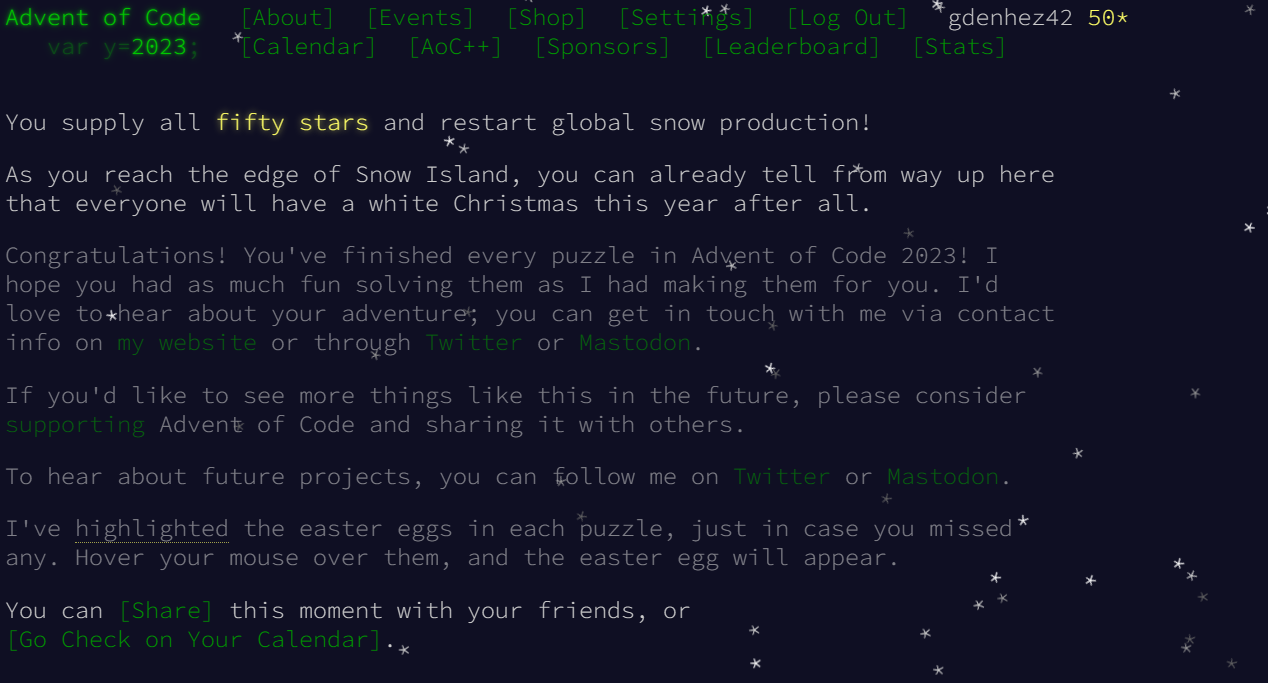 Advent of Code [About] [Events] [Shop] [Settings] [Log Out] gdenhez42 50*
var y=2023; [Calendar] [AoC++] [Sponsors] [Leaderboard] [Stats]
You supply all fifty stars and restart global snow production!
As you reach the edge of Snow Island, you can already tell from way up here
that everyone will have a white Christmas this year after all.
Congratulations! You've finished every puzzle in Advent of Code 2023! I
hope you had as much fun solving them as I had making them for you. I'd
love to hear about your adventure; you can get in touch with me via contact
info on my website or through Twitter or Mastodon.
If you'd like to see more things like this in the future, please consider
supporting Advent of Code and sharing it with others.
To hear about future projects, you can follow me on Twitter or Mastodon.
I've highlighted the easter eggs in each puzzle, just in case you missed
any. Hover your mouse over them, and the easter egg will appear.
You can [Share] this moment with your friends, or
[Go Check on Your Calendar].